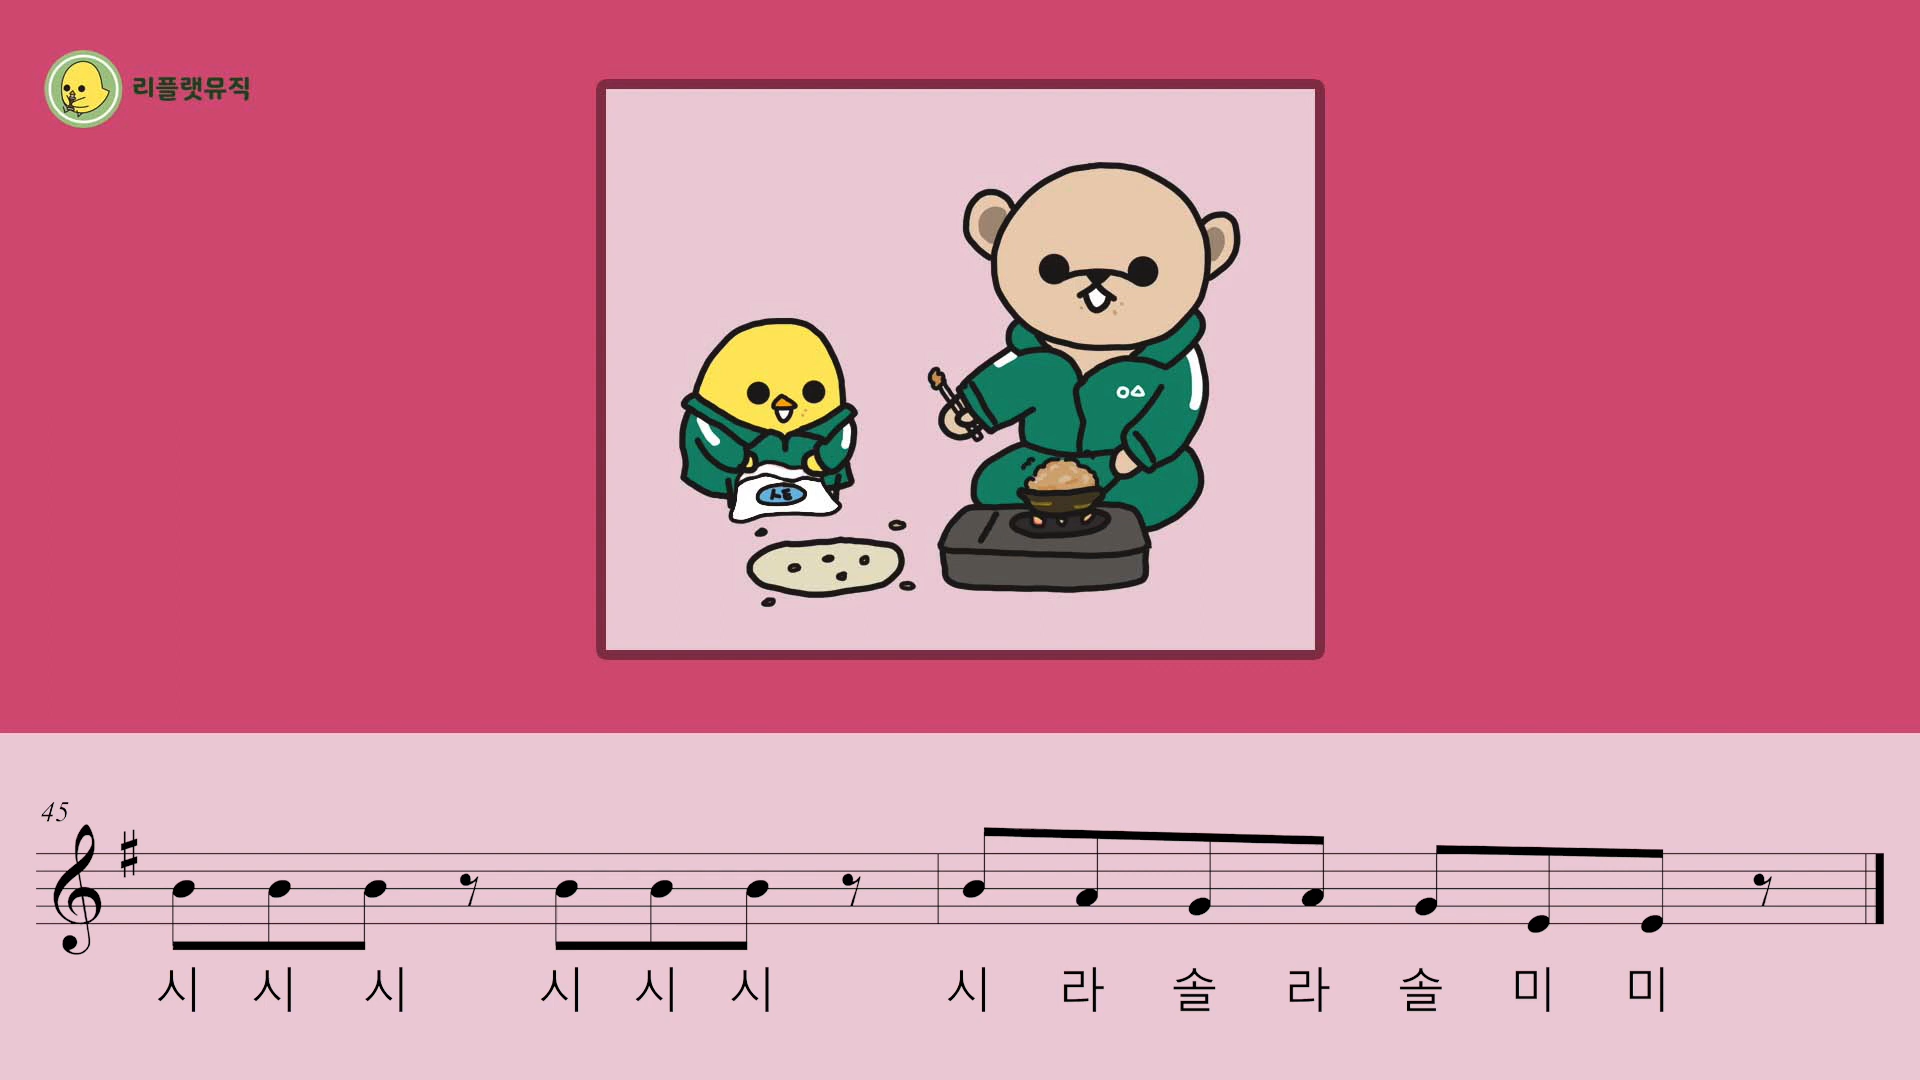 리플랫뮤직
45
시 시 시 시 시 시 시 라 솔 라 솔 미 미